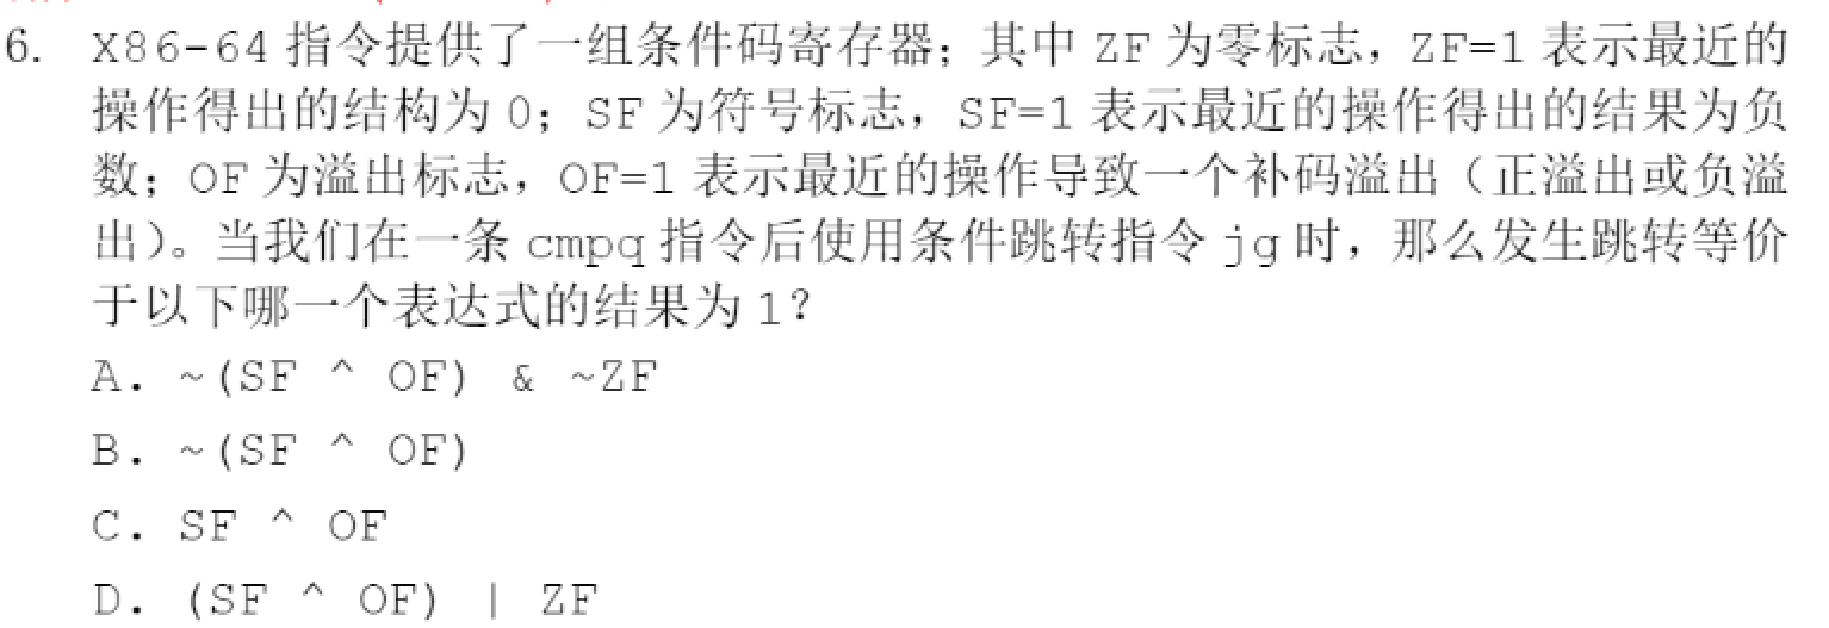 6. X86-64 指令提供了一组条件码寄存器；其中 ZF 为零标志，ZF=1 表示最近的
操作得出的结构为 0；SF 为符号标志，SF=1 表示最近的操作得出的结果为负
数；OF 为溢出标志，OF=1 表示最近的操作导致一个补码溢出（正溢出或负溢
出）。当我们在一条 cmpq 指令后使用条件跳转指令 jg 时，那么发生跳转等价
于以下哪一个表达式的结果为 1？
A. ~(SF ^ OF) & ~ZF
B. ~(SF ^ OF)
C. SF ^ OF
D. (SF ^ OF) | ZF